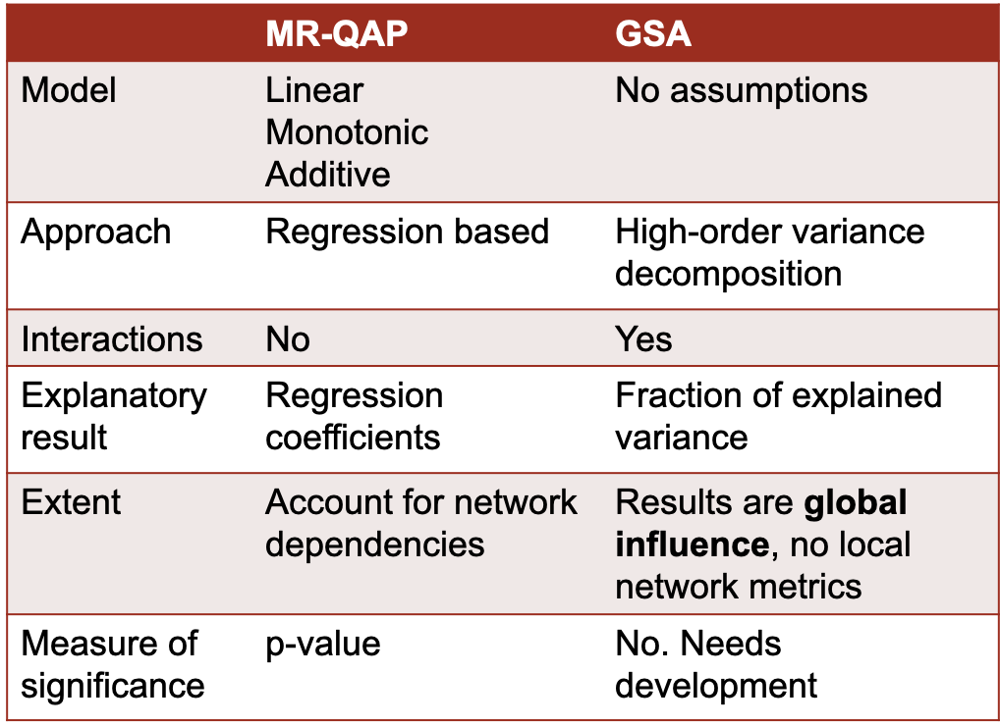 MR-QAP GSA
Model Linear No assumptions
Monotonic
Additive
Approach Regression based High-order variance
decomposition
Interactions No Yes
Explanatory Regression Fraction of explained
result coefficients variance
Extent Account for network Results are global
dependencies influence, no local
network metrics
Measure of p-value No. Needs
significance development